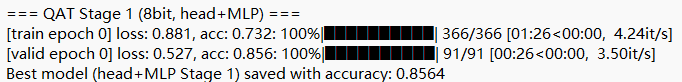 === QAT Stage 1 (8bit, head+MLP) ===
[train epoch 0] loss: 0.881, acc: 0.732: 100%|██████████| 366/366 [01:26<00:00,  4.24it/s]
[valid epoch 0] loss: 0.527, acc: 0.856: 100%|██████████| 91/91 [00:26<00:00,  3.50it/s]
Best model (head+MLP Stage 1) saved with accuracy: 0.8564